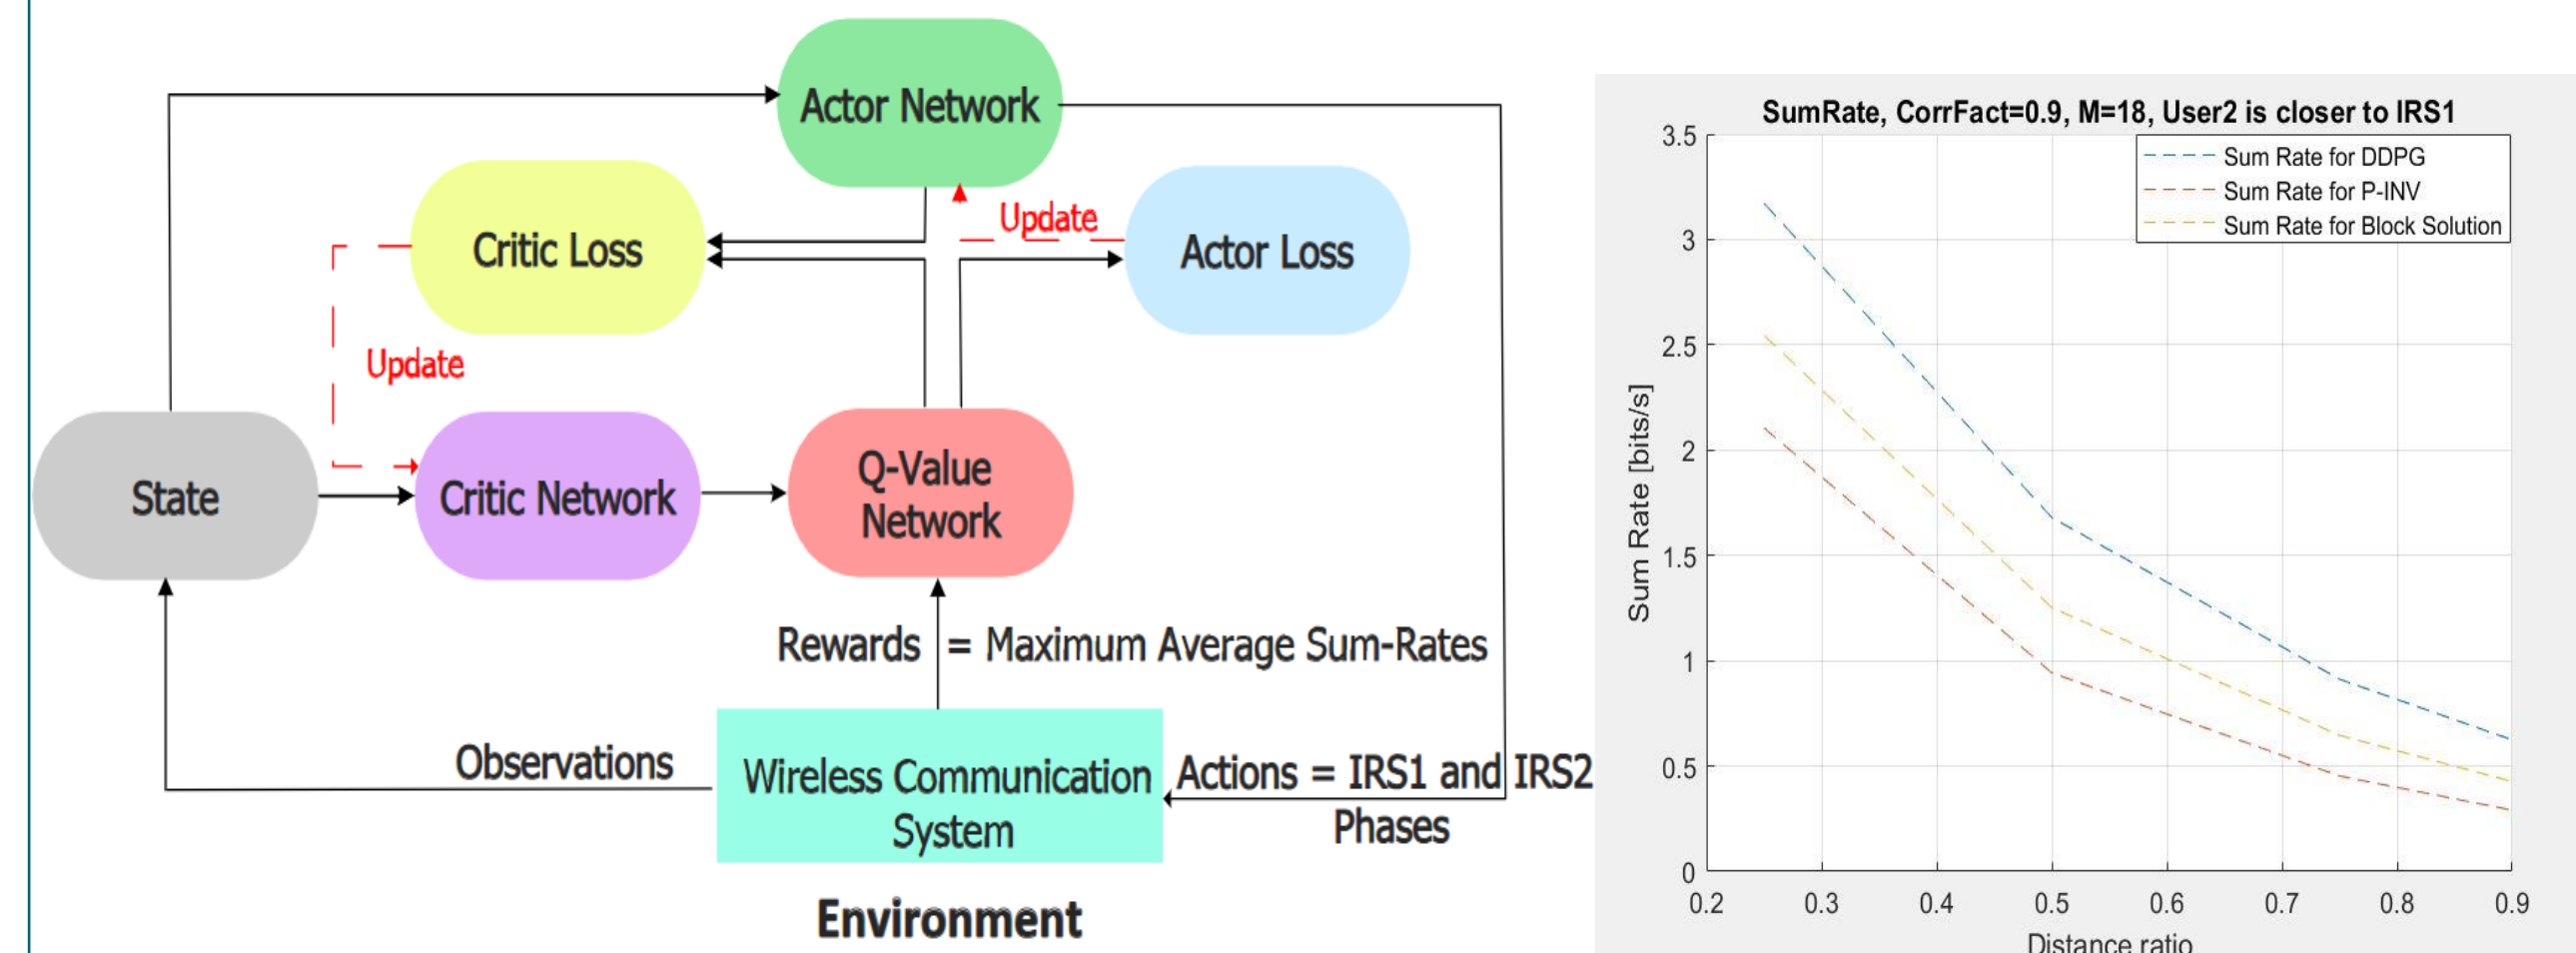 Actor Network
Critic Loss
Update
Actor Loss
Update
State
Critic Network
Q-Value
Network
Rewards = Maximum Average Sum-Rates
Observations
Wireless Communication
System
Actions = IRS1 and IRS2
Phases
Environment
SumRate, CorrFact=0.9, M=18, User2 is closer to IRS1
Sum Rate for DDPG
Sum Rate for P-INV
Sum Rate for Block Solution
Sum Rate [bits/s]
3.5
3
2.5
2
1.5
1
0.5
0
0.2 0.3 0.4 0.5 0.6 0.7 0.8 0.9
Distance ratio